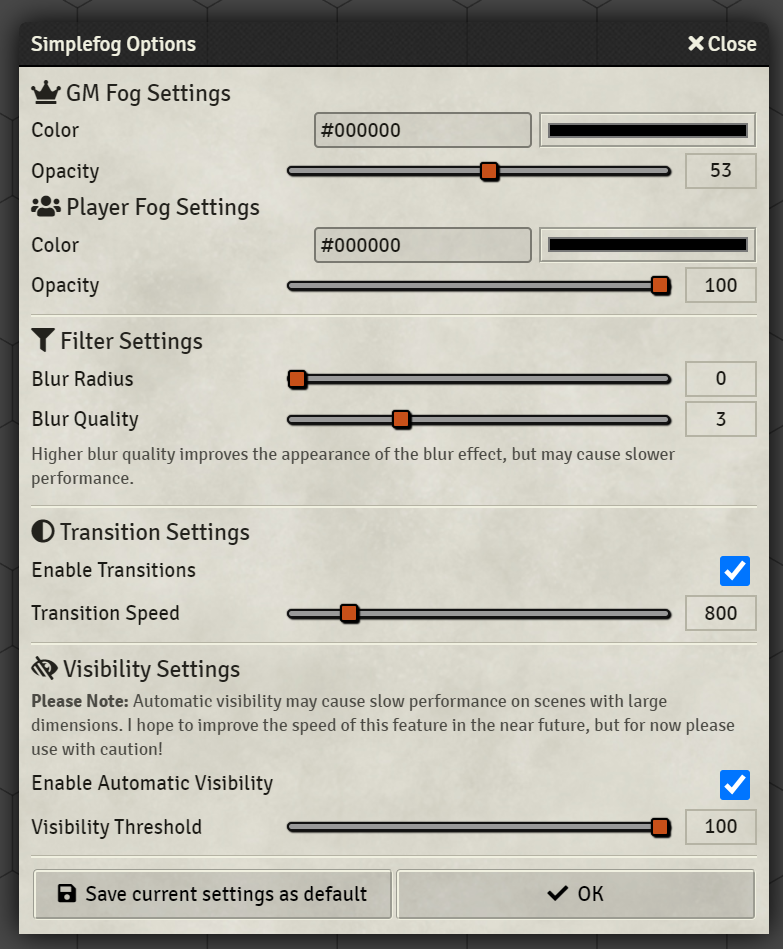 Simplefog Options
Close
GM Fog Settings
Color
#000000
Opacity
53
Player Fog Settings
Color
#000000
Opacity
100
Filter Settings
Blur Radius
0
Blur Quality
3
Higher blur quality improves the appearance of the blur effect, but may cause slower
performance.
Transition Settings
Enable Transitions
Transition Speed
800
Visibility Settings
Please Note: Automatic visibility may cause slow performance on scenes with large
dimensions. I hope to improve the speed of this feature in the near future, but for now please
use with caution!
Enable Automatic Visibility
Visibility Threshold
100
Save current settings as default
OK